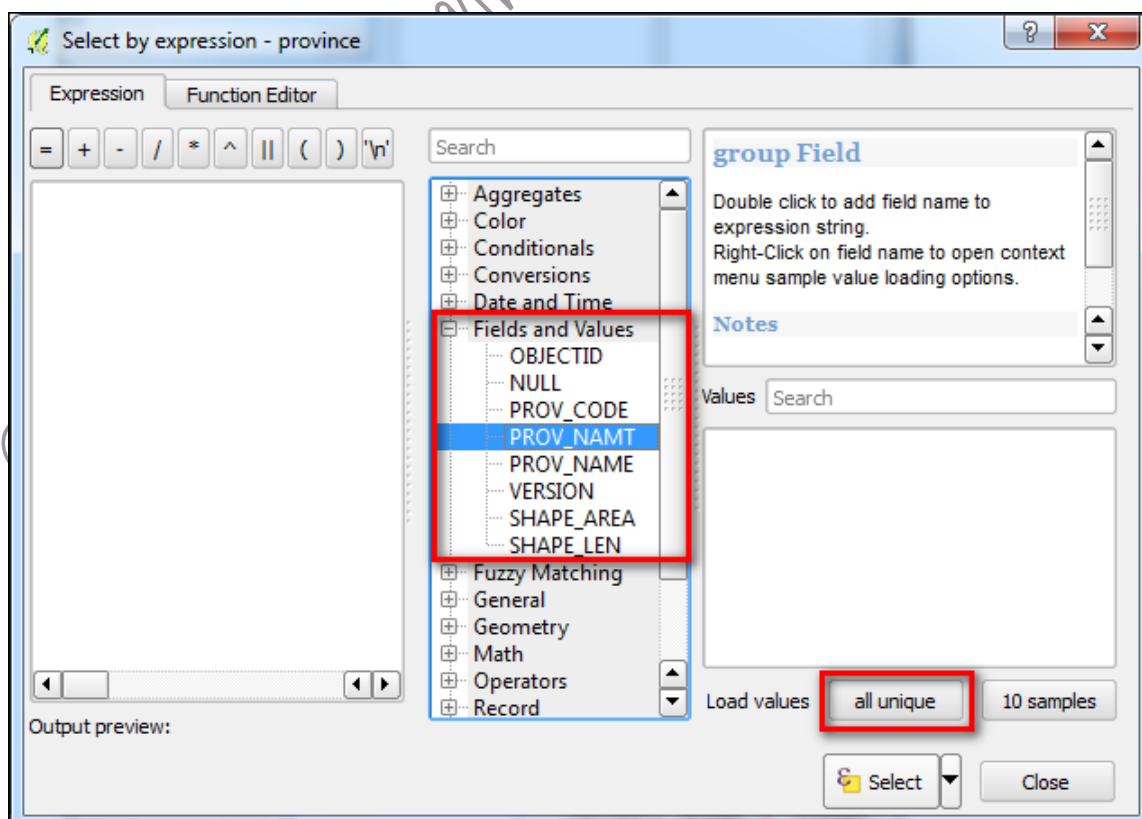 Select by expression - province
Expression Function Editor
= + - / * ^ || ( ) '\n'
Search
Aggregates
Color
Conditionals
Conversions
Date and Time
Fields and Values
OBJECTID
NULL
PROV_CODE
PROV_NAMT
PROV_NAME
VERSION
SHAPE_AREA
SHAPE_LEN
Fuzzy Matching
General
Geometry
Math
Operators
Record
group Field
Double click to add field name to
expression string.
Right-Click on field name to open context
menu sample value loading options.
Notes
Values Search
Load values all unique 10 samples
Output preview:
Select Close